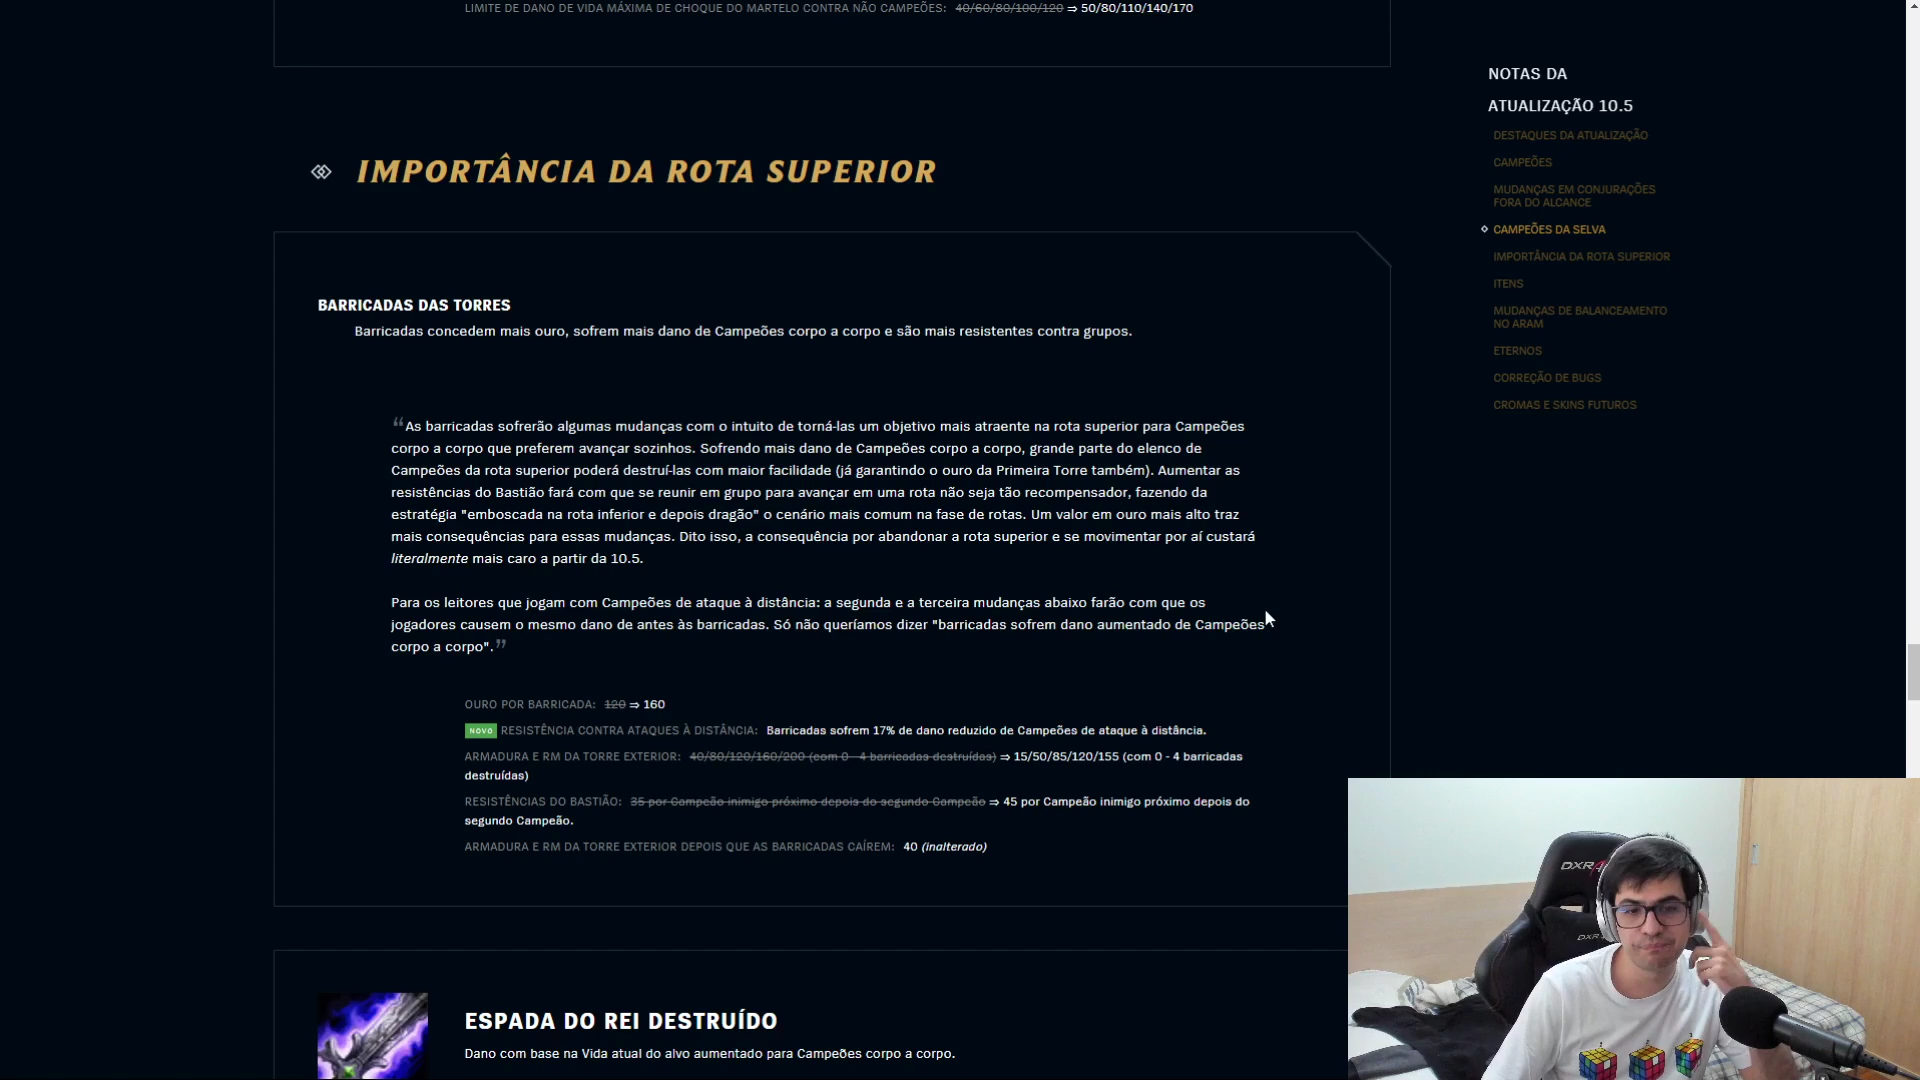 LIMITE DE DANO DE VIDA MÁXIMA DE CHOQUE DO MARTELO CONTRA NÃO CAMPEÕES: 40/60/80/100/120 ⇒ 50/80/110/140/170
IMPORTÂNCIA DA ROTA SUPERIOR
BARRICADAS DAS TORRES
Barricadas concedem mais ouro, sofrem mais dano de Campeões corpo a corpo e são mais resistentes contra grupos.
“As barricadas sofrerão algumas mudanças com o intuito de torná-las um objetivo mais atraente na rota superior para Campeões
corpo a corpo que preferem avançar sozinhos. Sofrendo mais dano de Campeões corpo a corpo, grande parte do elenco de
Campeões da rota superior poderá destruí-las com maior facilidade (já garantindo o ouro da Primeira Torre também). Aumentar as
resistências do Bastião fará com que se reunir em grupo para avançar em uma rota não seja tão recompensador, fazendo da
estratégia "emboscada na rota inferior e depois dragão" o cenário mais comum na fase de rotas. Um valor em ouro mais alto traz
mais consequências para essas mudanças. Dito isso, a consequência por abandonar a rota superior e se movimentar por aí custará
literalmente mais caro a partir da 10.5.
Para os leitores que jogam com Campeões de ataque à distância: a segunda e a terceira mudanças abaixo farão com que os
jogadores causem o mesmo dano de antes às barricadas. Só não queríamos dizer "barricadas sofrem dano aumentado de Campeões
corpo a corpo".”
OURO POR BARRICADA: 120 ⇒ 160
NOVO RESISTÊNCIA CONTRA ATAQUES À DISTÂNCIA: Barricadas sofrem 17% de dano reduzido de Campeões de ataque à distância.
ARMADURA E RM DA TORRE EXTERIOR: 40/80/120/160/200 (com 0 - 4 barricadas destruídas) ⇒ 15/50/85/120/155 (com 0 - 4 barricadas
destruídas)
RESISTÊNCIAS DO BASTIÃO: 35 por Campeão inimigo próximo depois do segundo Campeão ⇒ 45 por Campeão inimigo próximo depois do
segundo Campeão.
ARMADURA E RM DA TORRE EXTERIOR DEPOIS QUE AS BARRICADAS CAÍREM: 40 (inalterado)
ESPADA DO REI DESTRUÍDO
Dano com base na Vida atual do alvo aumentado para Campeões corpo a corpo.
NOTAS DA
ATUALIZAÇÃO 10.5
DESTAQUES DA ATUALIZAÇÃO
CAMPEÕES
MUDANÇAS EM CONJURAÇÕES
FORA DO ALCANCE
CAMPEÕES DA SELVA
IMPORTÂNCIA DA ROTA SUPERIOR
ITENS
MUDANÇAS DE BALANCEAMENTO
NO ARAM
ETERNOS
CORREÇÃO DE BUGS
CROMAS E SKINS FUTUROS